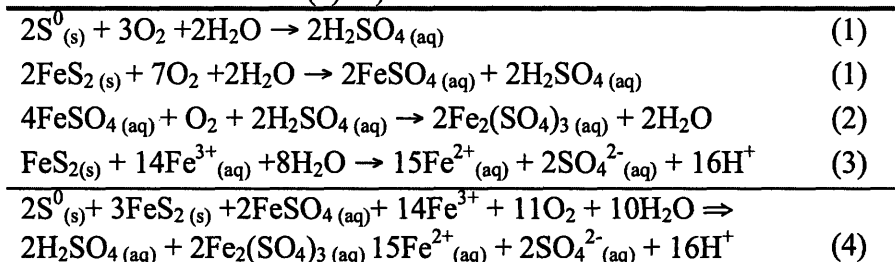 2S⁰(s) + 3O₂ +2H₂O → 2H₂SO₄ (aq) (1)
2FeS₂ (s) + 7O₂ +2H₂O → 2FeSO₄ (aq) + 2H₂SO₄ (aq) (1)
4FeSO₄ (aq) + O₂ + 2H₂SO₄ (aq) → 2Fe₂(SO₄)₃ (aq) + 2H₂O (2)
FeS₂(s) + 14Fe³⁺(aq) +8H₂O → 15Fe²⁺(aq) + 2SO₄²⁻(aq) + 16H⁺ (3)
2S⁰(s)+ 3FeS₂ (s) +2FeSO₄ (aq)+ 14Fe³⁺ + 11O₂ + 10H₂O ⇒
2H₂SO₄ (aq) + 2Fe₂(SO₄)₃ (aq) 15Fe²⁺(aq) + 2SO₄²⁻(aq) + 16H⁺ (4)